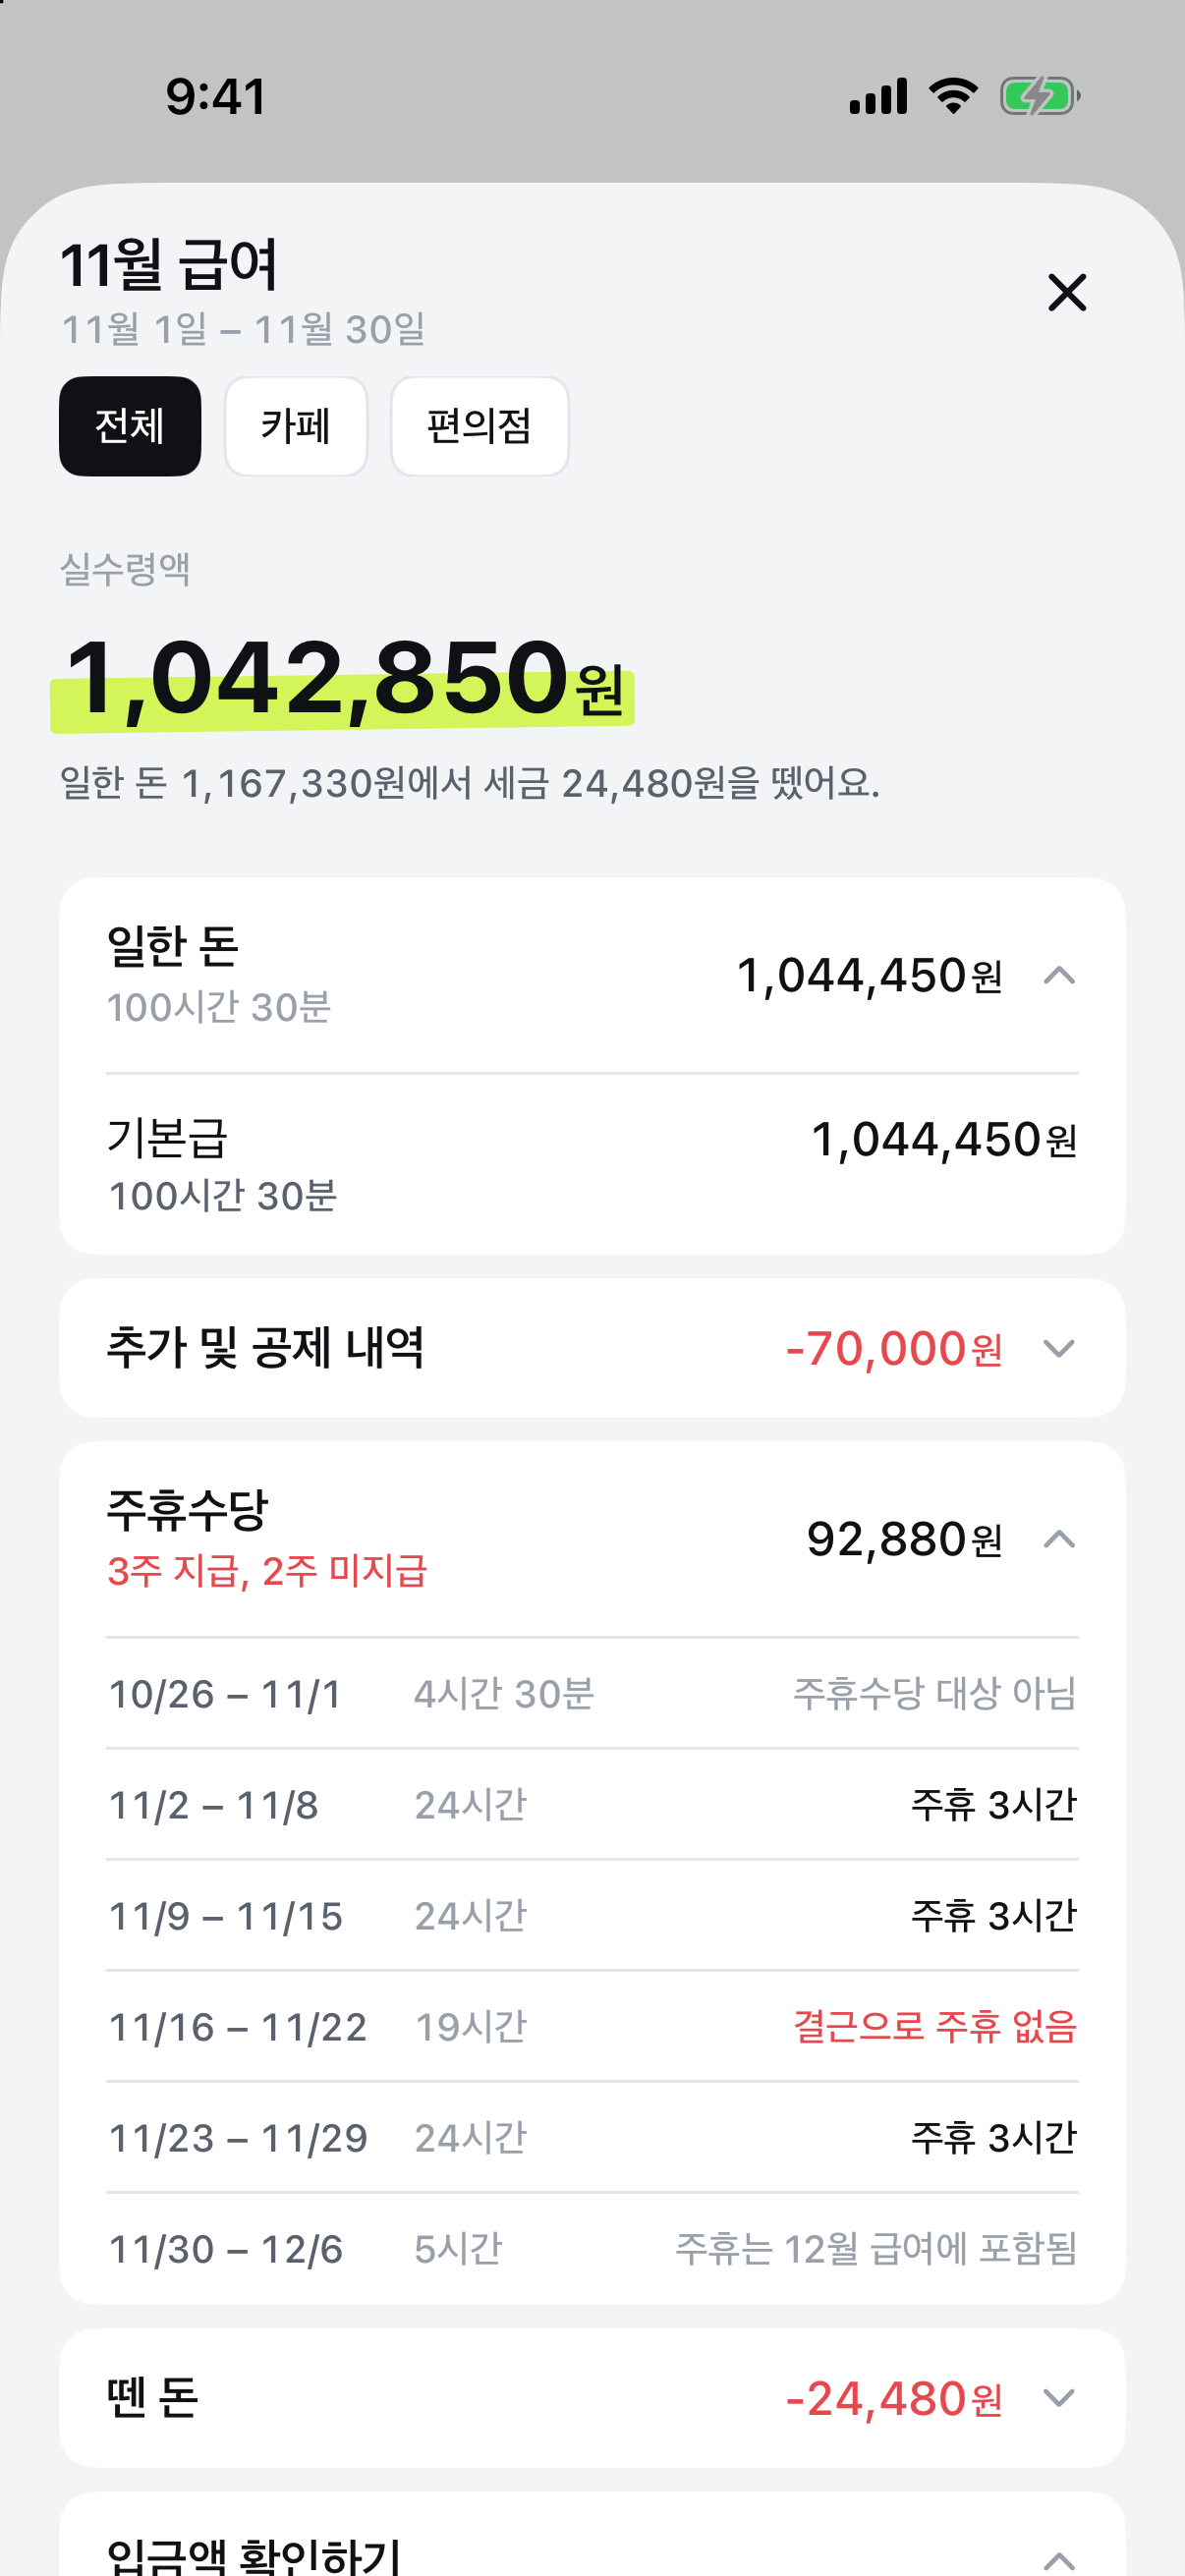 9:41
11월 급여
11월 1일 – 11월 30일
전체 카페 편의점
실수령액
1,042,850원
일한 돈 1,167,330원에서 세금 24,480원을 뗐어요.
일한 돈
1,044,450원
100시간 30분
기본급 1,044,450원
100시간 30분
추가 및 공제 내역 -70,000원
주휴수당
92,880원
3주 지급, 2주 미지급
10/26 – 11/1 4시간 30분 주휴수당 대상 아님
11/2 – 11/8 24시간 주휴 3시간
11/9 – 11/15 24시간 주휴 3시간
11/16 – 11/22 19시간 결근으로 주휴 없음
11/23 – 11/29 24시간 주휴 3시간
11/30 – 12/6 5시간 주휴는 12월 급여에 포함됨
뗀 돈 -24,480원
입금액 확인하기